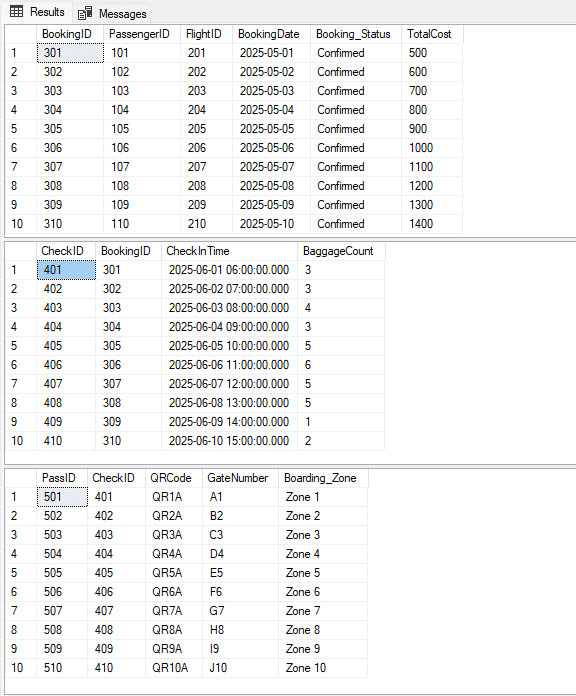 Results Messages
BookingID PassengerID FlightID BookingDate Booking_Status TotalCost
1 301 101 201 2025-05-01 Confirmed 500
2 302 102 202 2025-05-02 Confirmed 600
3 303 103 203 2025-05-03 Confirmed 700
4 304 104 204 2025-05-04 Confirmed 800
5 305 105 205 2025-05-05 Confirmed 900
6 306 106 206 2025-05-06 Confirmed 1000
7 307 107 207 2025-05-07 Confirmed 1100
8 308 108 208 2025-05-08 Confirmed 1200
9 309 109 209 2025-05-09 Confirmed 1300
10 310 110 210 2025-05-10 Confirmed 1400
CheckID BookingID CheckInTime BaggageCount
1 401 301 2025-06-01 06:00:00.000 3
2 402 302 2025-06-02 07:00:00.000 3
3 403 303 2025-06-03 08:00:00.000 4
4 404 304 2025-06-04 09:00:00.000 3
5 405 305 2025-06-05 10:00:00.000 5
6 406 306 2025-06-06 11:00:00.000 6
7 407 307 2025-06-07 12:00:00.000 5
8 408 308 2025-06-08 13:00:00.000 5
9 409 309 2025-06-09 14:00:00.000 1
10 410 310 2025-06-10 15:00:00.000 2
PassID CheckID QRCode GateNumber Boarding_Zone
1 501 401 QR1A A1 Zone 1
2 502 402 QR2A B2 Zone 2
3 503 403 QR3A C3 Zone 3
4 504 404 QR4A D4 Zone 4
5 505 405 QR5A E5 Zone 5
6 506 406 QR6A F6 Zone 6
7 507 407 QR7A G7 Zone 7
8 508 408 QR8A H8 Zone 8
9 509 409 QR9A I9 Zone 9
10 510 410 QR10A J10 Zone 10